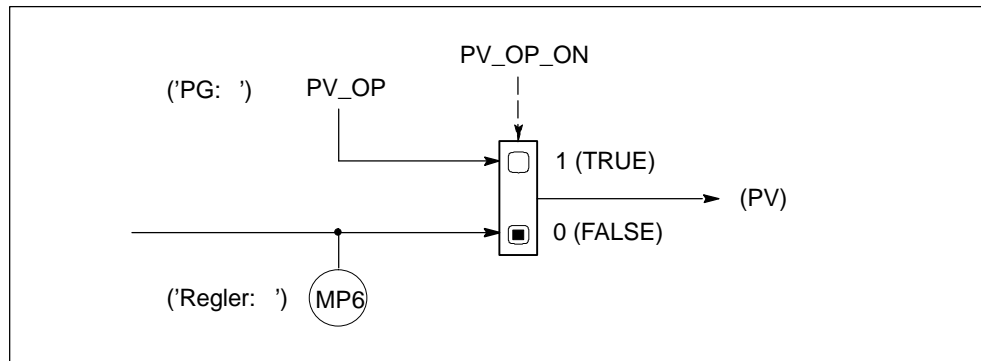 PV_OP_ON
('PG:   ') PV_OP
1 (TRUE)
(PV)
0 (FALSE)
('Regler:   ') MP6